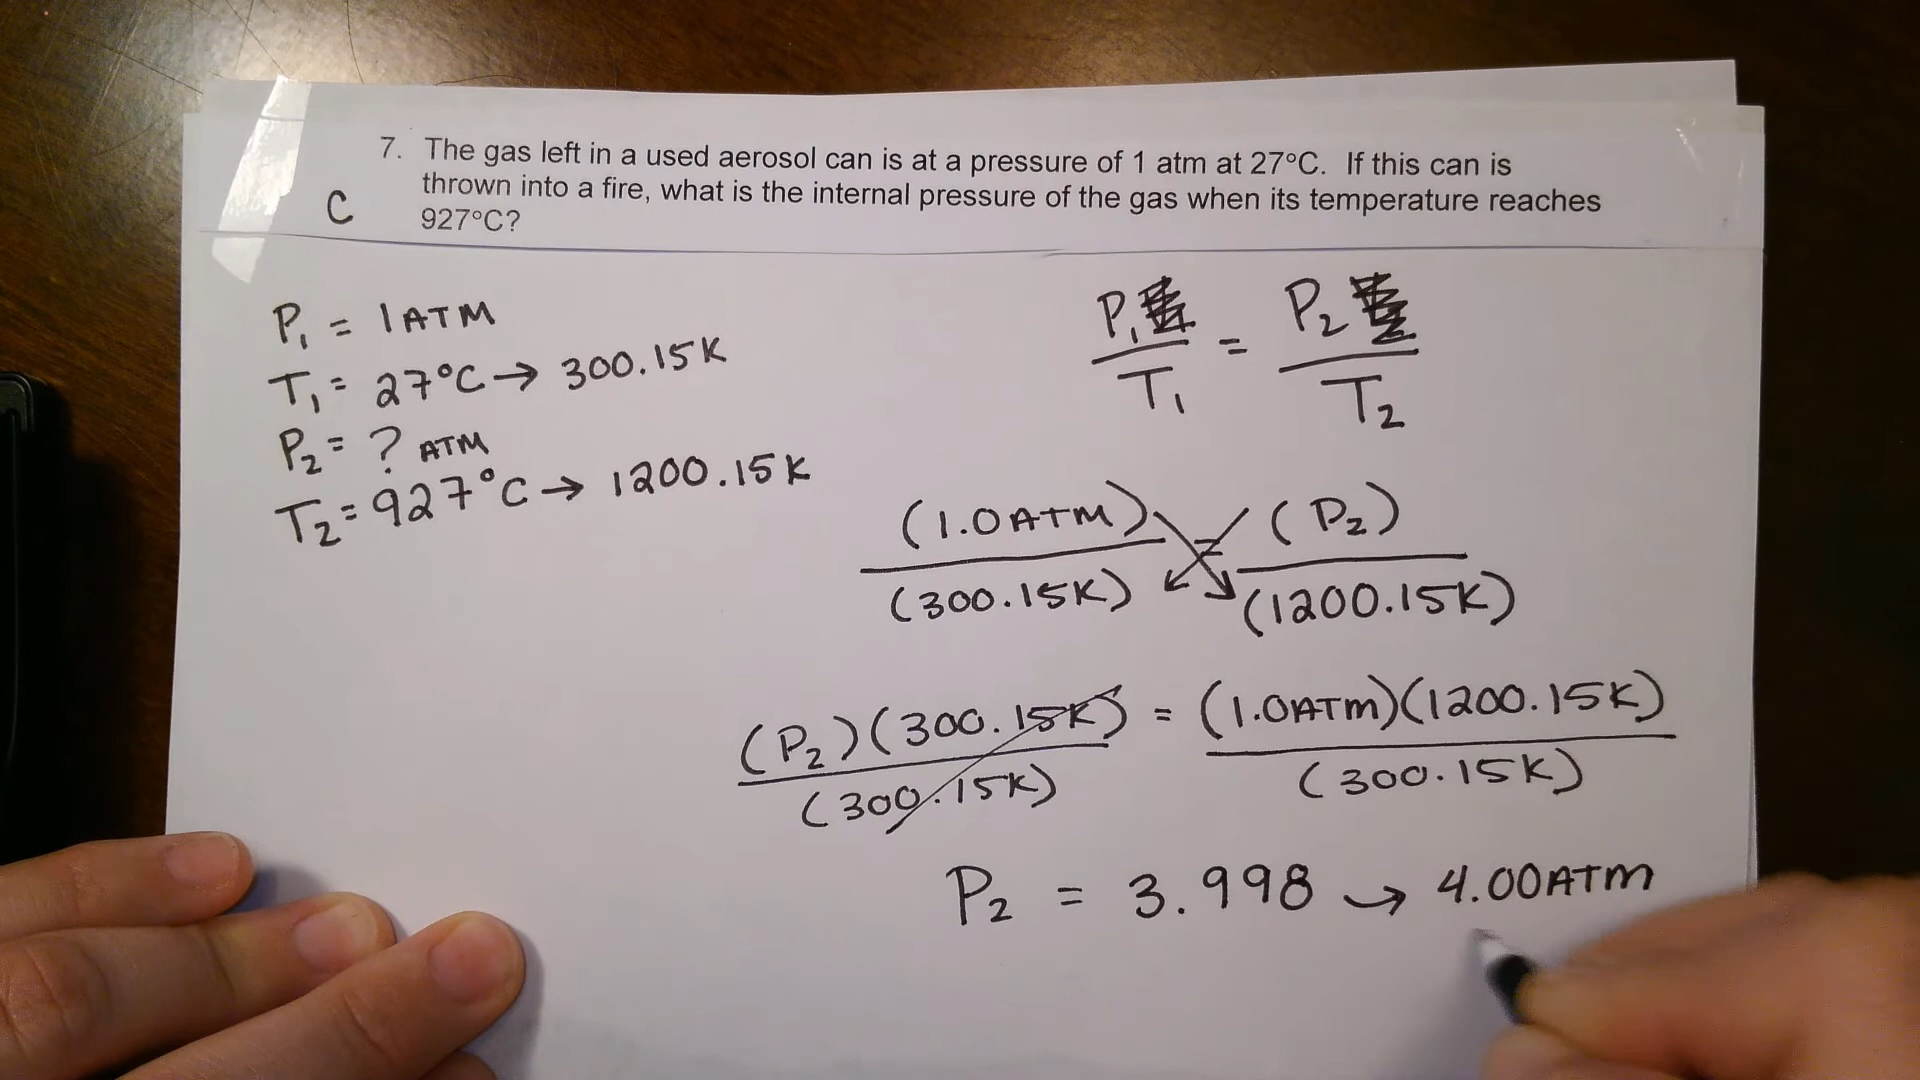 7. The gas left in a used aerosol can is at a pressure of 1 atm at 27°C. If this can is
thrown into a fire, what is the internal pressure of the gas when its temperature reaches
927°C?
C
P₁ = 1 ATM
T₁ = 27°C → 300.15K
P₂ = ? ATM
T₂ = 927°C → 1200.15K
P₁ = P₂
T₁ T₂
(1.0ATM) = (P₂)
(300.15K) (1200.15K)
(P₂)(300.15K) = (1.0ATM)(1200.15K)
(300.15K) (300.15K)
P₂ = 3.998 → 4.00ATM